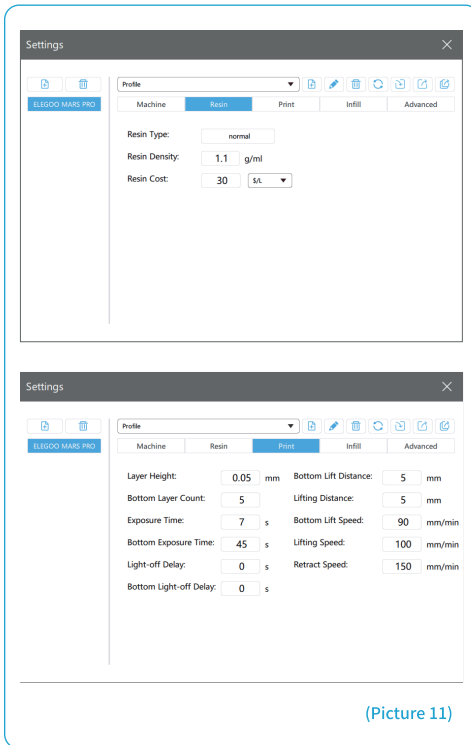 Settings
Profile
ELEGOO MARS PRO Machine Resin Print Infill Advanced
Resin Type: normal
Resin Density: 1.1 g/ml
Resin Cost: 30 $/L
Settings
Profile
ELEGOO MARS PRO Machine Resin Print Infill Advanced
Layer Height: 0.05 mm Bottom Lift Distance: 5 mm
Bottom Layer Count: 5 Lifting Distance: 5 mm
Exposure Time: 7 s Bottom Lift Speed: 90 mm/min
Bottom Exposure Time: 45 s Lifting Speed: 100 mm/min
Light-off Delay: 0 s Retract Speed: 150 mm/min
Bottom Light-off Delay: 0 s
(Picture 11)